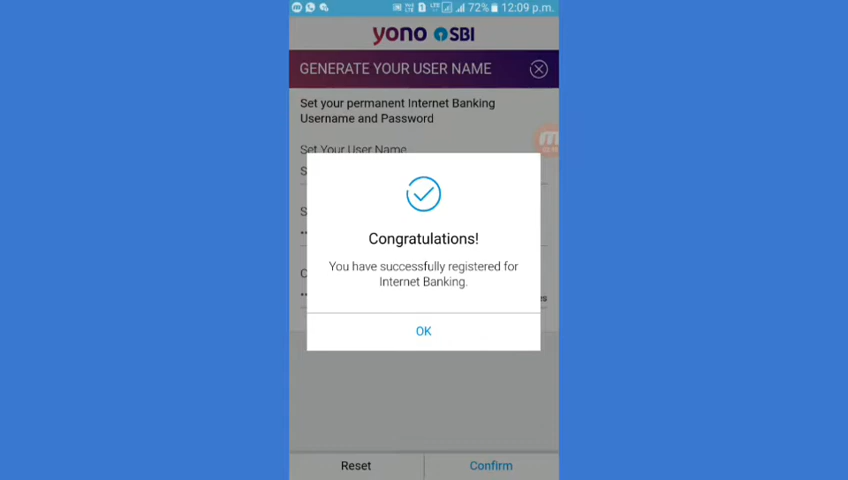 72% 12:09 p.m.
yono SBI
GENERATE YOUR USER NAME
Set your permanent Internet Banking
Username and Password
Set Your User Name
S
S
C
es
Congratulations!
You have successfully registered for
Internet Banking.
OK
Reset Confirm